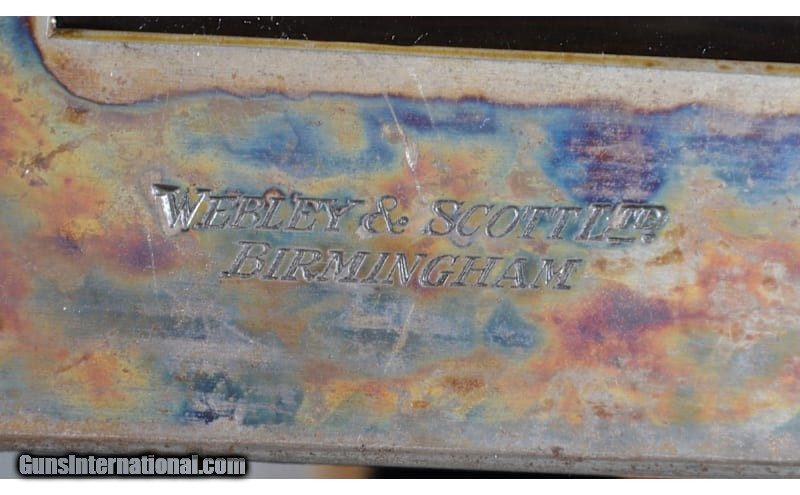 WEBLEY & SCOTT LTD
BIRMINGHAM
GunsInternational.com